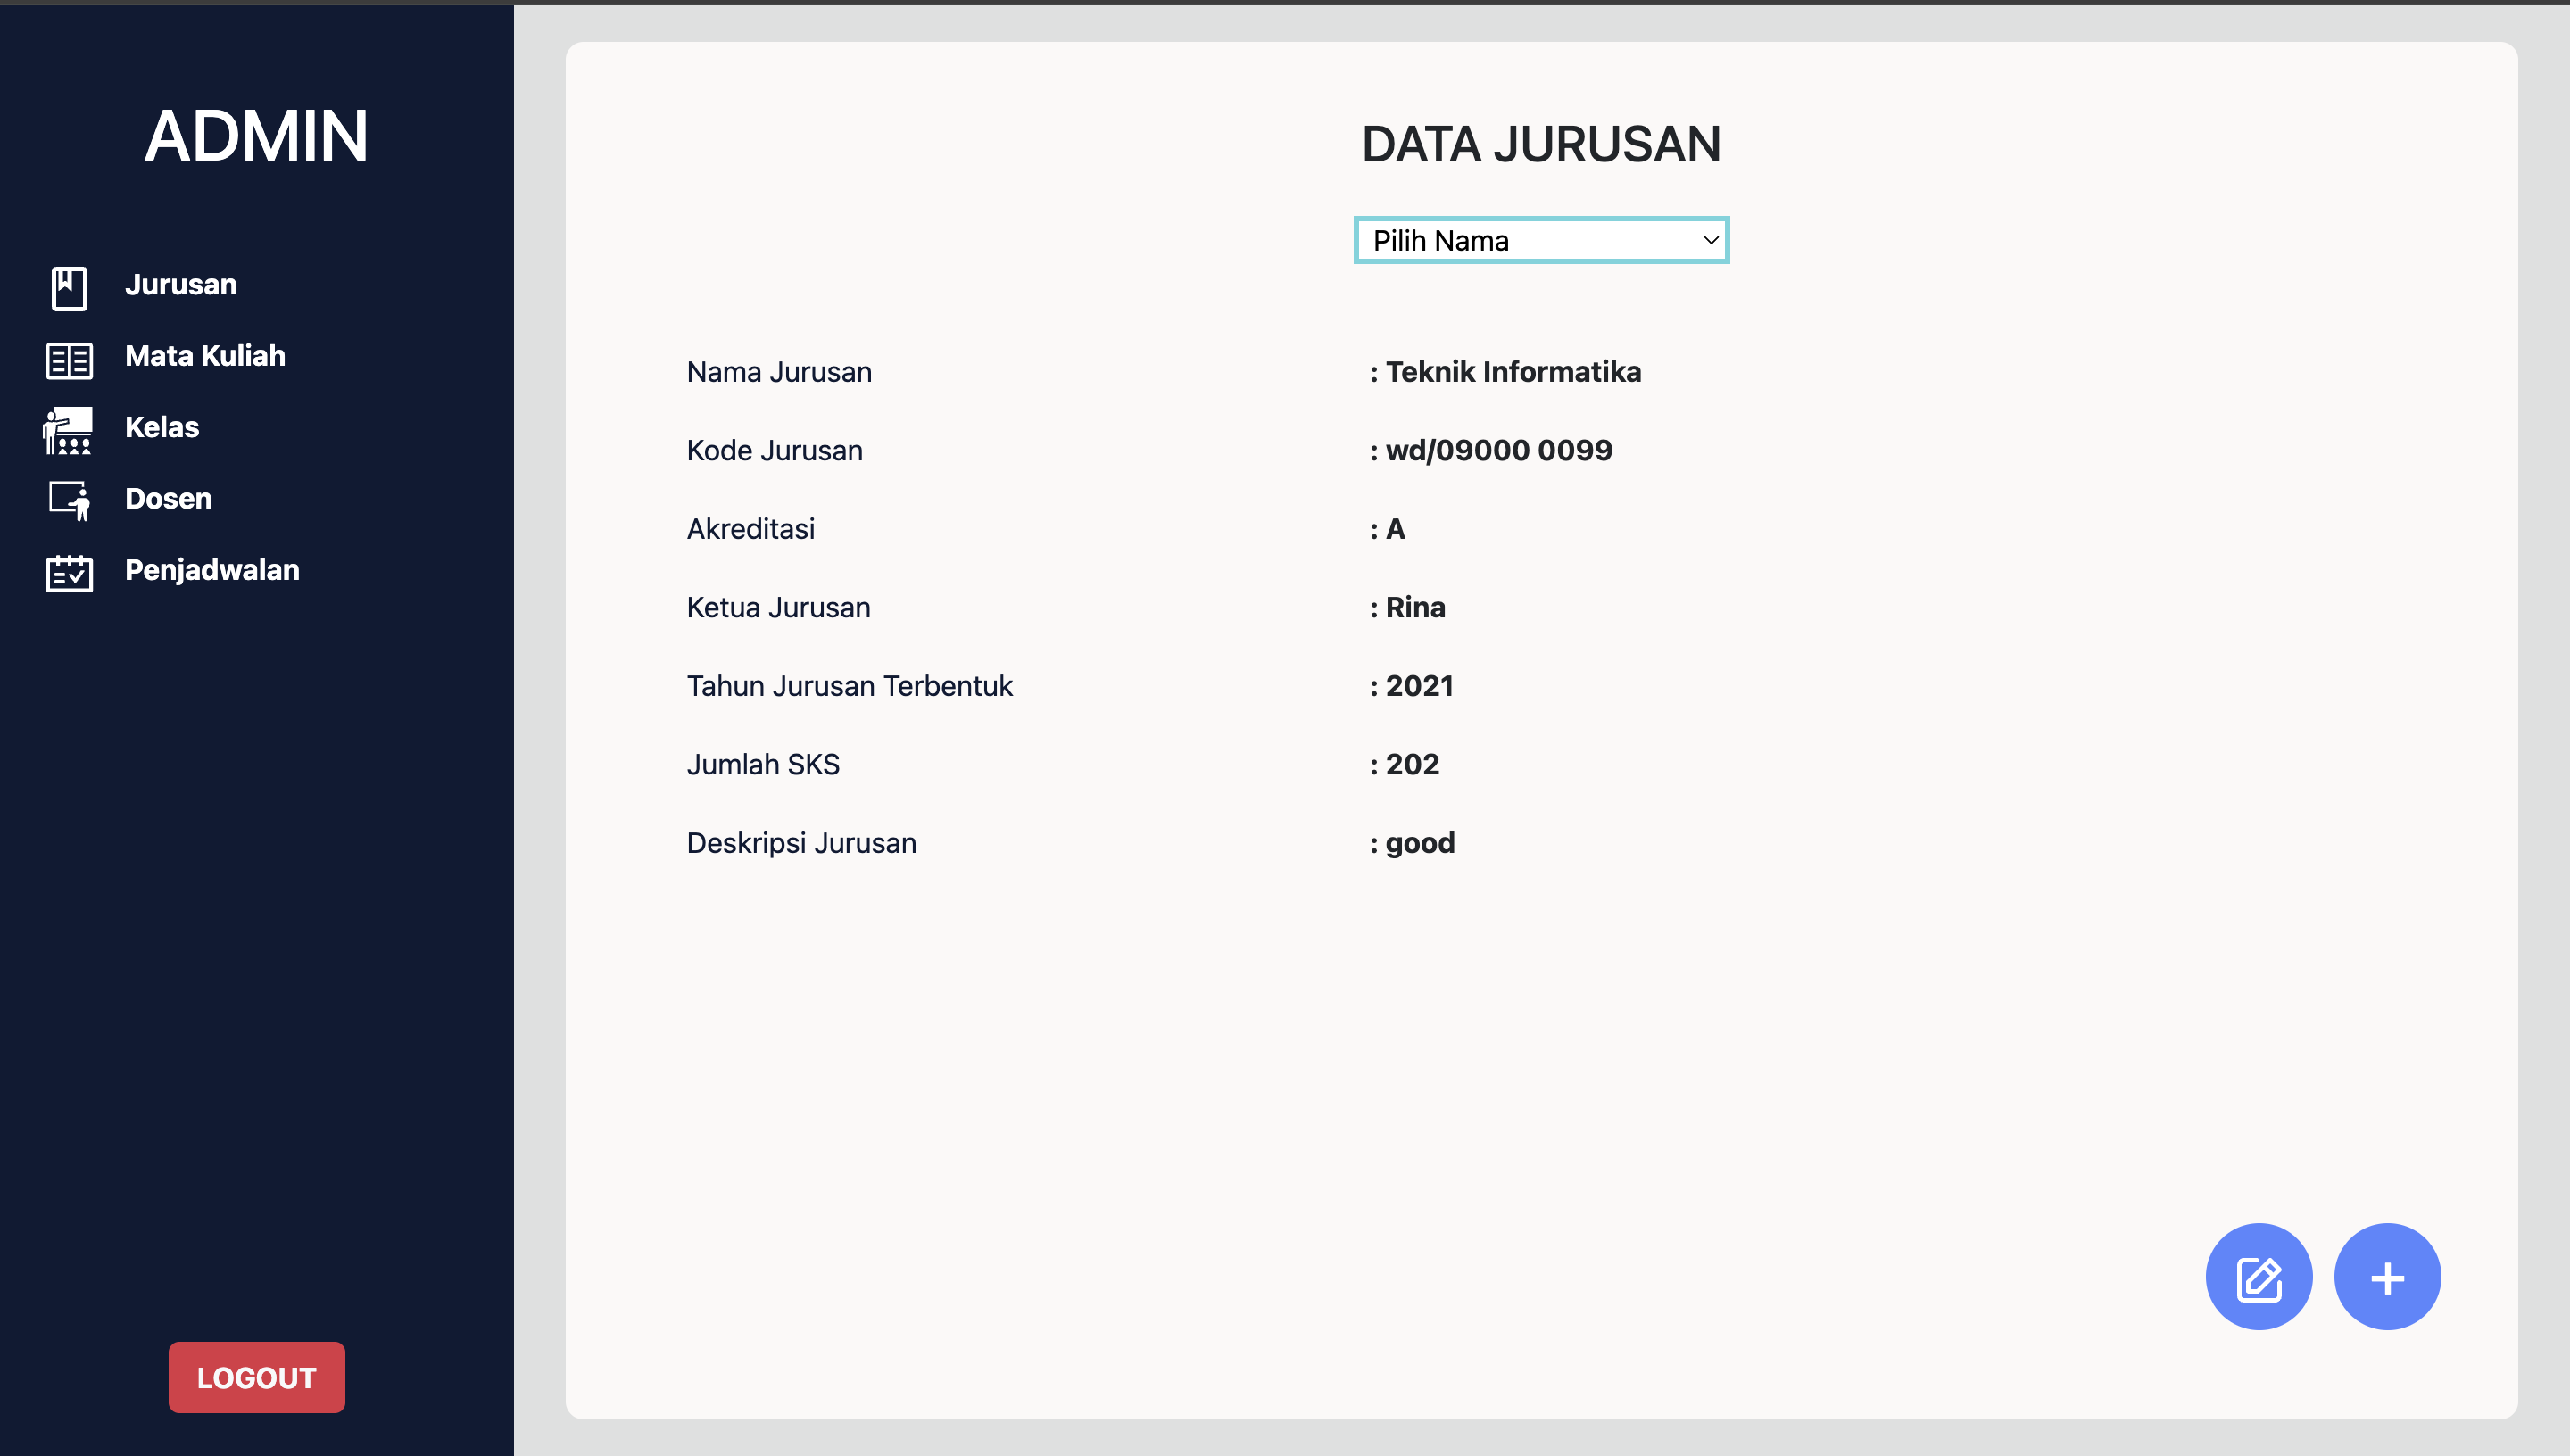 ADMIN
Jurusan
Mata Kuliah
Kelas
Dosen
Penjadwalan
LOGOUT
DATA JURUSAN
Pilih Nama
Nama Jurusan : Teknik Informatika
Kode Jurusan : wd/09000 0099
Akreditasi : A
Ketua Jurusan : Rina
Tahun Jurusan Terbentuk : 2021
Jumlah SKS : 202
Deskripsi Jurusan : good